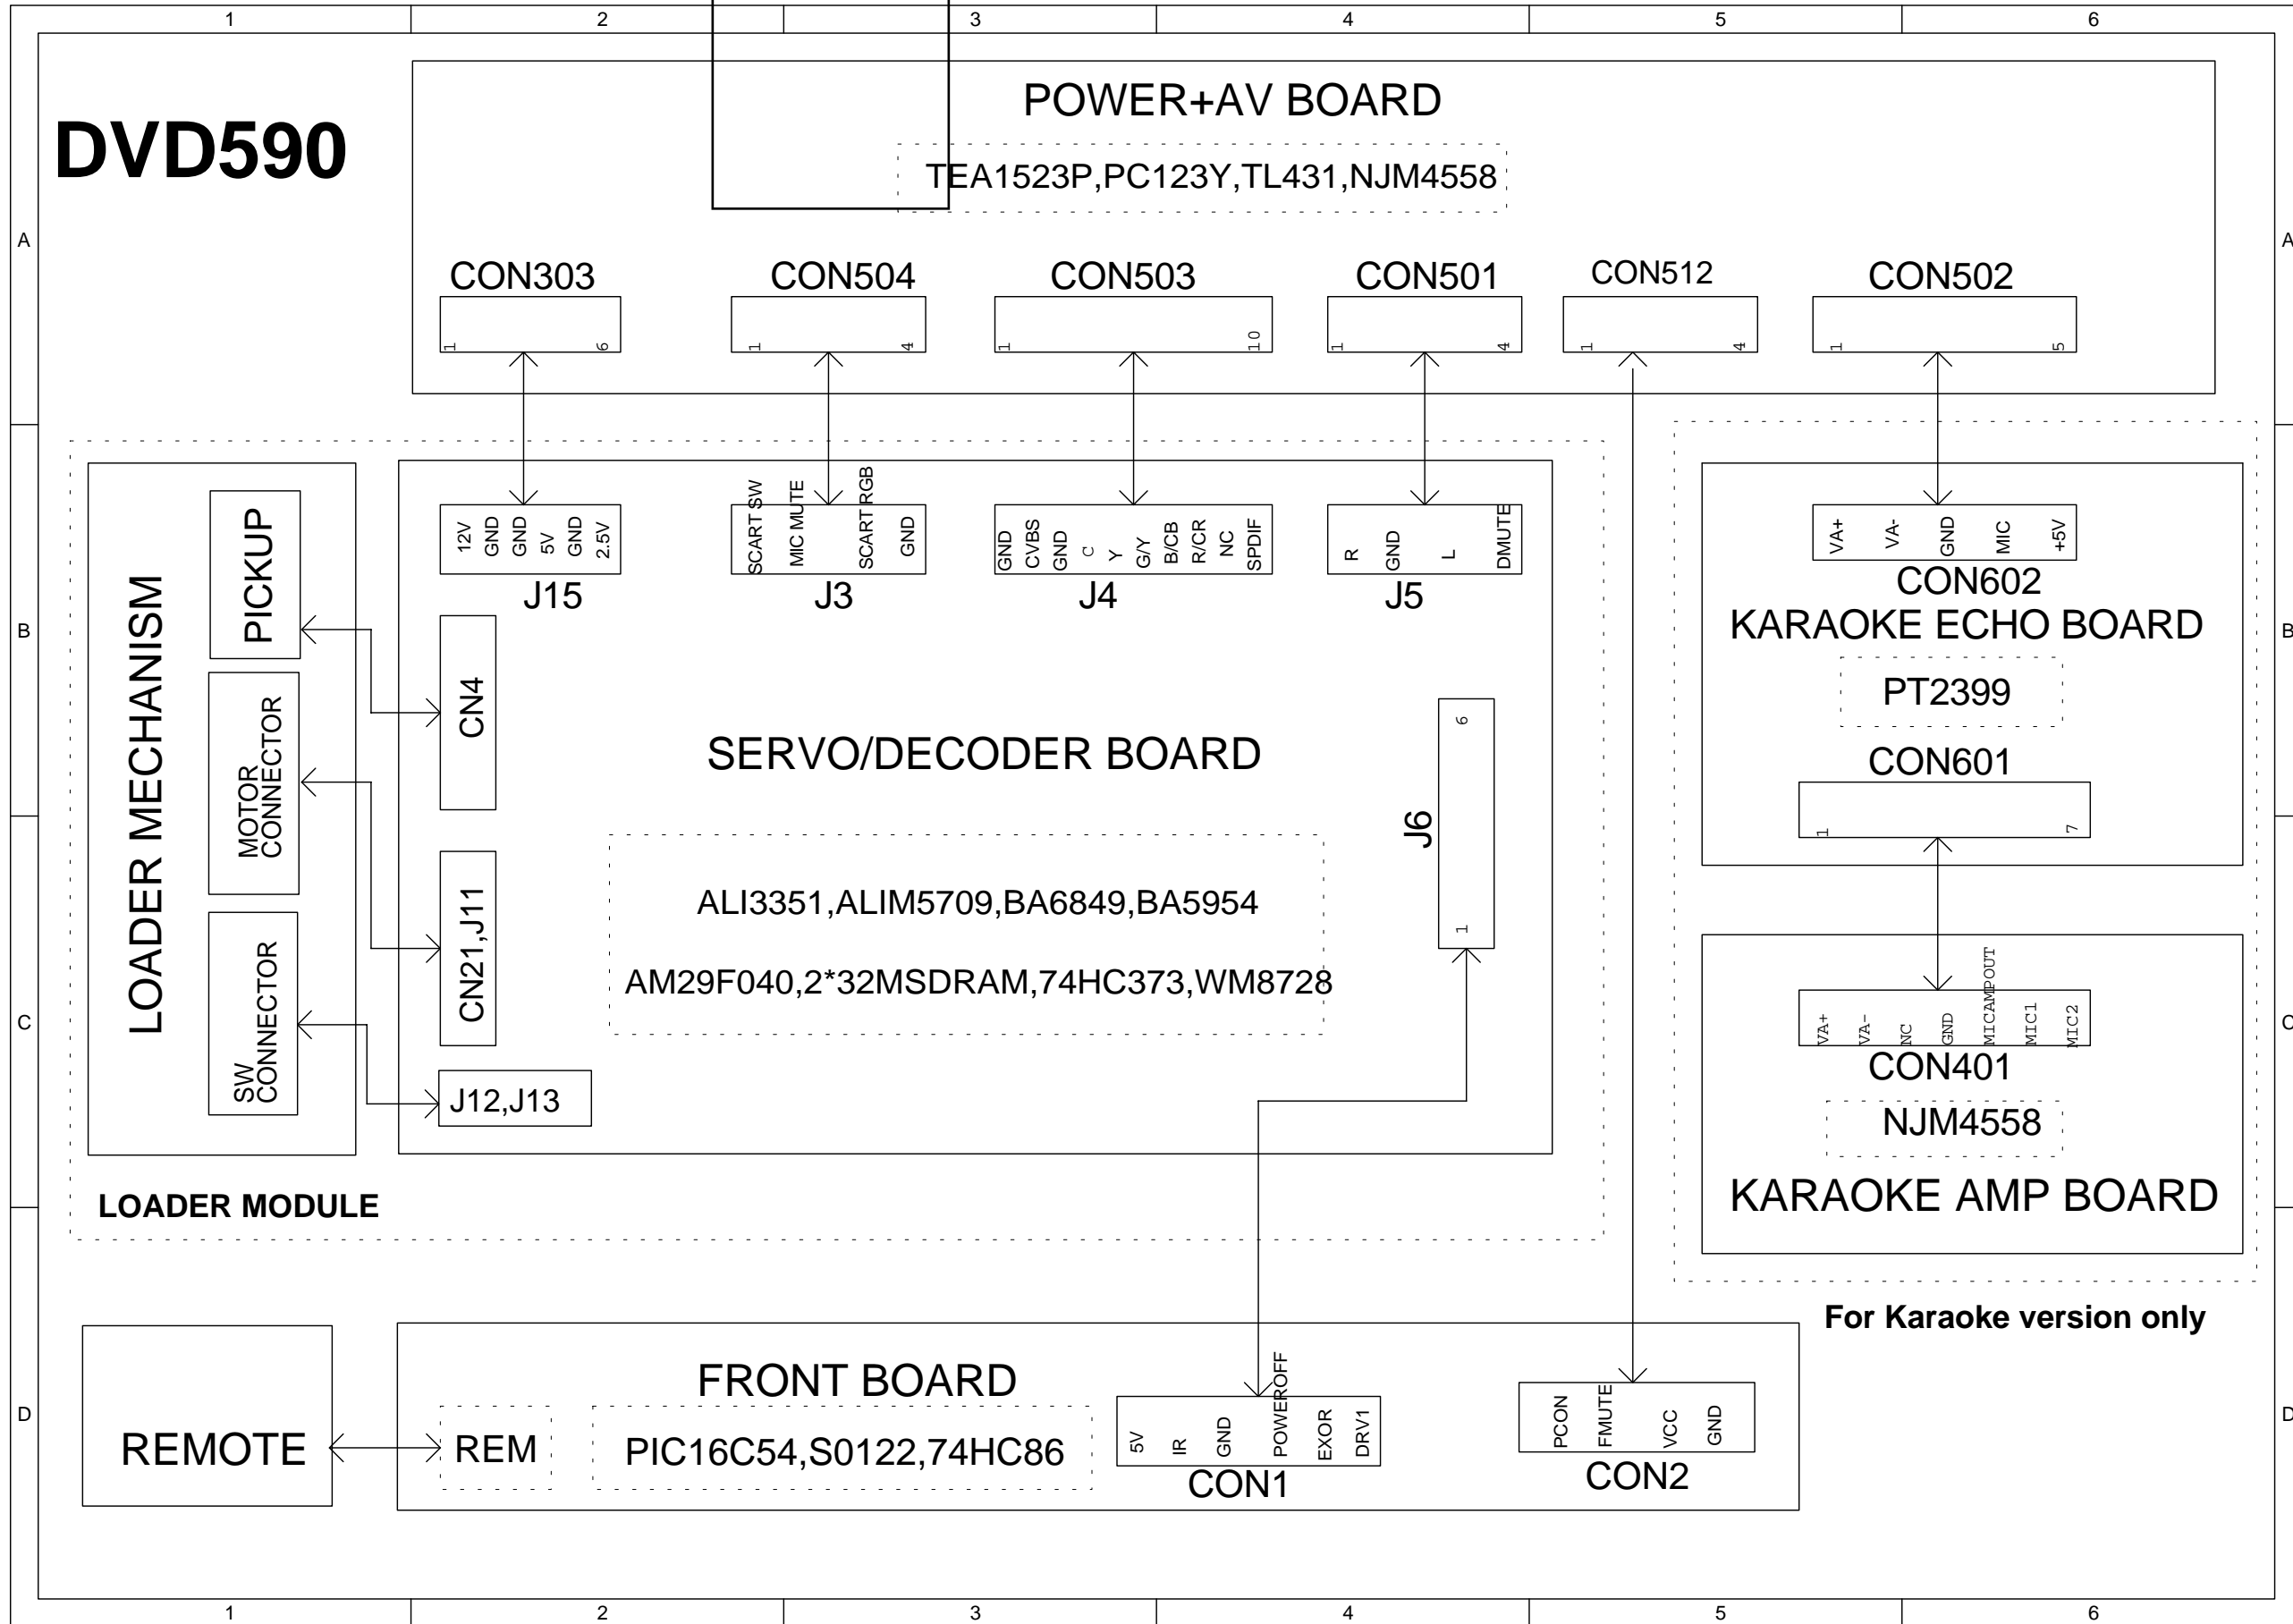 1 2 3 4 5 6
DVD590
POWER+AV BOARD
TEA1523P,PC123Y,TL431,NJM4558
A A
CON303 CON504 CON503 CON501 CON512 CON502
1 6 1 4 1 10 1 4 1 4 1 5
LOADER MECHANISM
PICKUP
MOTOR
CONNECTOR
SW
CONNECTOR
12V
GND
GND
5V
GND
2.5V
J15
SCART SW
MIC MUTE
SCART RGB
GND
J3
GND
CVBS
GND
C
Y
G/Y
B/CB
R/CR
NC
SPDIF
J4
R
GND
L
DMUTE
J5
VA+
VA-
GND
MIC
+5V
CON602
KARAOKE ECHO BOARD
PT2399
CON601
1 7
B B
CN4
SERVO/DECODER BOARD
6
J6
1
CN21,J11
ALI3351,ALIM5709,BA6849,BA5954
AM29F040,2*32MSDRAM,74HC373,WM8728
J12,J13
C C
VA+
VA-
NC
GND
MICAMPOUT
MIC1
MIC2
CON401
NJM4558
KARAOKE AMP BOARD
LOADER MODULE
For Karaoke version only
D D
REMOTE
FRONT BOARD
REM
PIC16C54,S0122,74HC86
5V
IR
GND
POWEROFF
EXOR
DRV1
CON1
PCON
FMUTE
VCC
GND
CON2
1 2 3 4 5 6